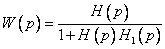 W(p) = H(p) / (1 + H(p) H₁(p))